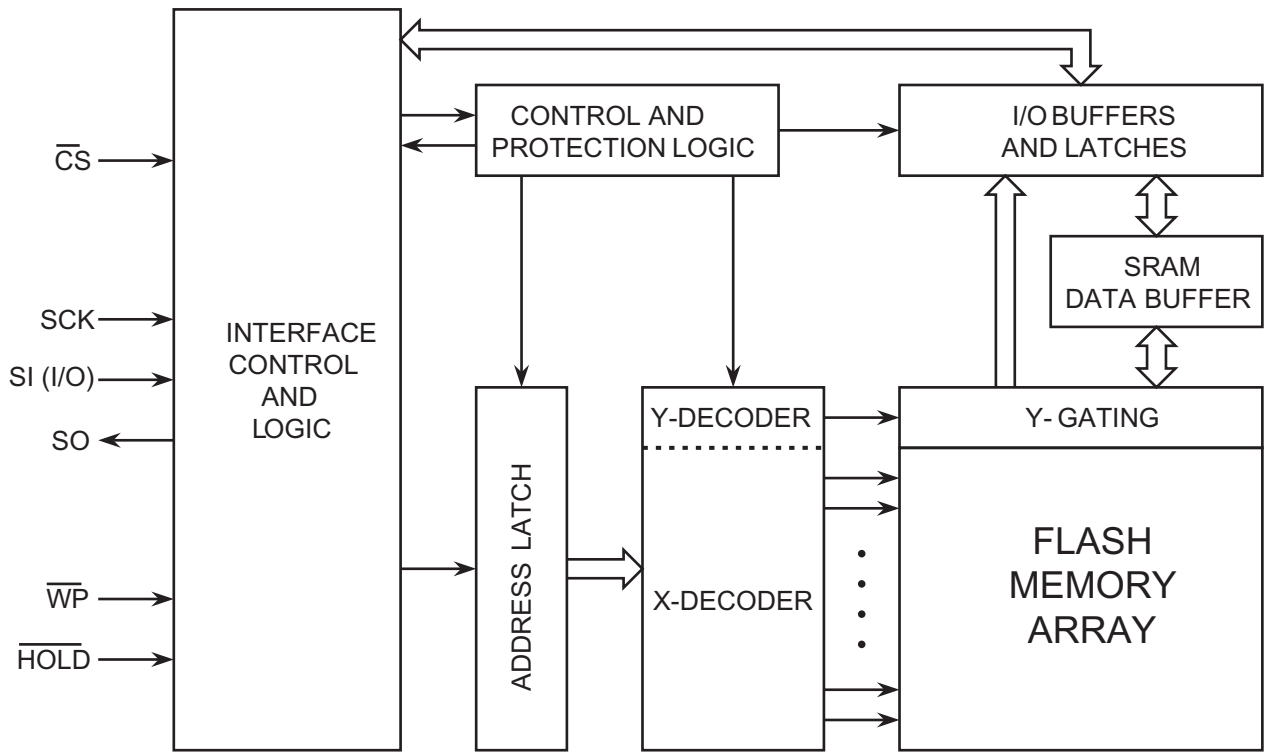 CS
SCK
SI (I/O)
SO
WP
HOLD
INTERFACE
CONTROL
AND
LOGIC
CONTROL AND
PROTECTION LOGIC
I/O BUFFERS
AND LATCHES
SRAM
DATA BUFFER
ADDRESS LATCH
Y-DECODER
X-DECODER
Y- GATING
FLASH
MEMORY
ARRAY